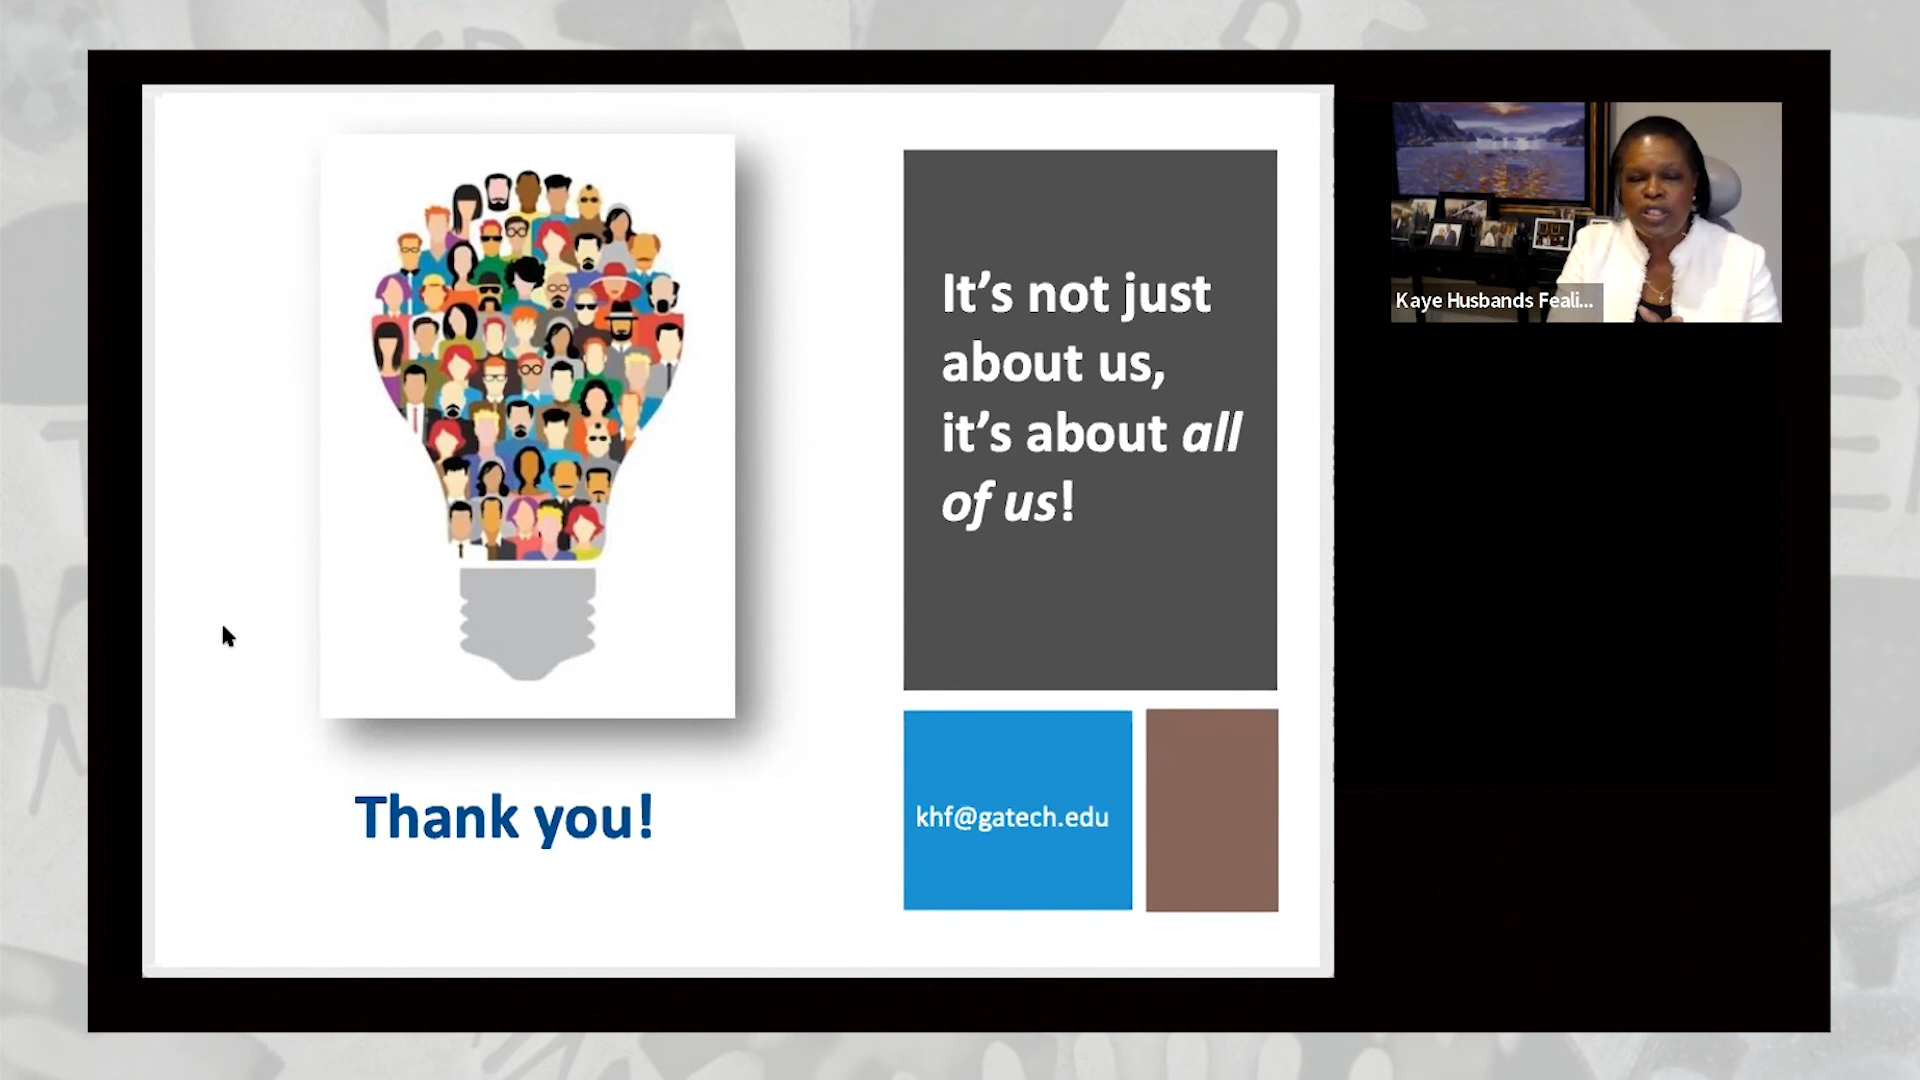 It’s not just
about us,
it’s about all
of us!
Thank you!
khf@gatech.edu
Kaye Husbands Feali...